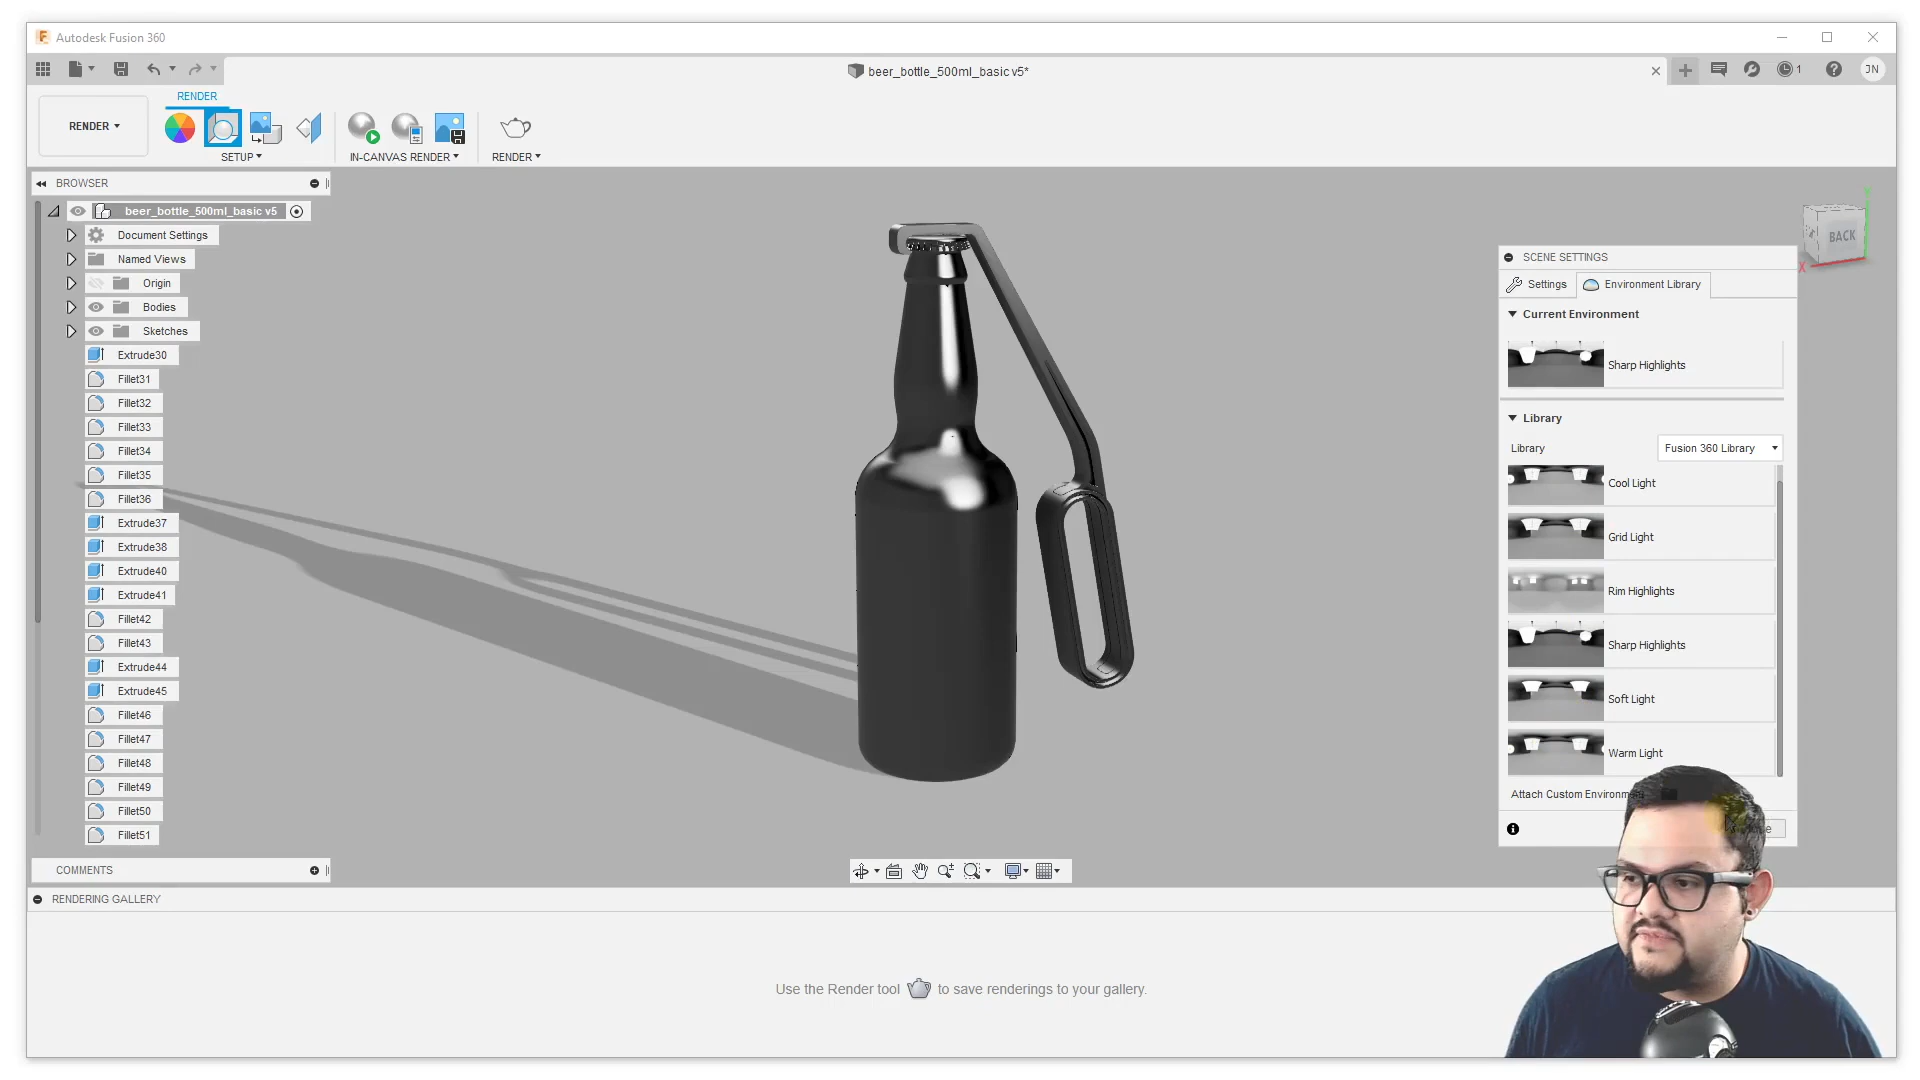 Autodesk Fusion 360
beer_bottle_500ml_basic v5*
1
JN
RENDER
RENDER
SETUP
IN-CANVAS RENDER
RENDER
BROWSER
beer_bottle_500ml_basic v5
Document Settings
Named Views
Origin
Bodies
Sketches
Extrude30
Fillet31
Fillet32
Fillet33
Fillet34
Fillet35
Fillet36
Extrude37
Extrude38
Extrude40
Extrude41
Fillet42
Fillet43
Extrude44
Extrude45
Fillet46
Fillet47
Fillet48
Fillet49
Fillet50
Fillet51
COMMENTS
RENDERING GALLERY
Use the Render tool to save renderings to your gallery.
Y
BACK
X
SCENE SETTINGS
Settings
Environment Library
Current Environment
Sharp Highlights
Library
Library
Fusion 360 Library
Cool Light
Grid Light
Rim Highlights
Sharp Highlights
Soft Light
Warm Light
Attach Custom